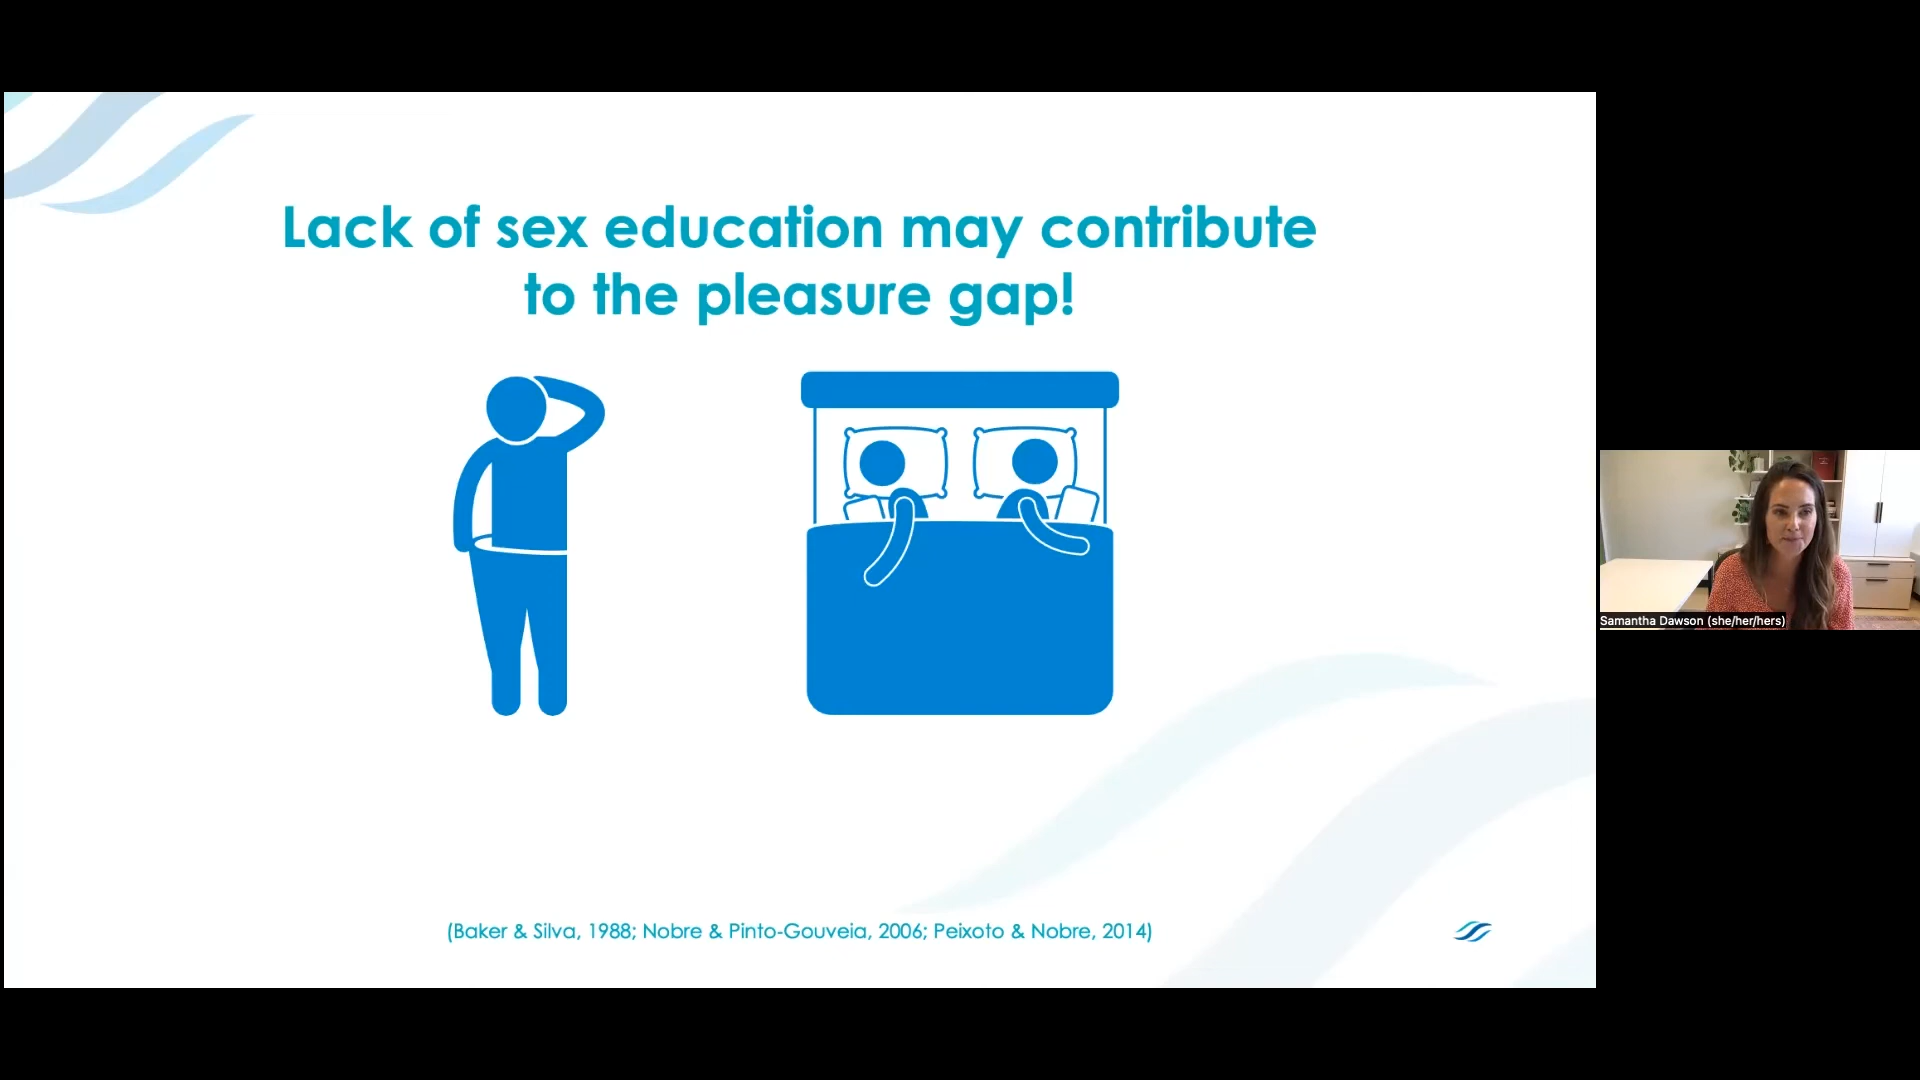 Lack of sex education may contribute
to the pleasure gap!
(Baker & Silva, 1988; Nobre & Pinto-Gouveia, 2006; Peixoto & Nobre, 2014)
Samantha Dawson (she/her/hers)